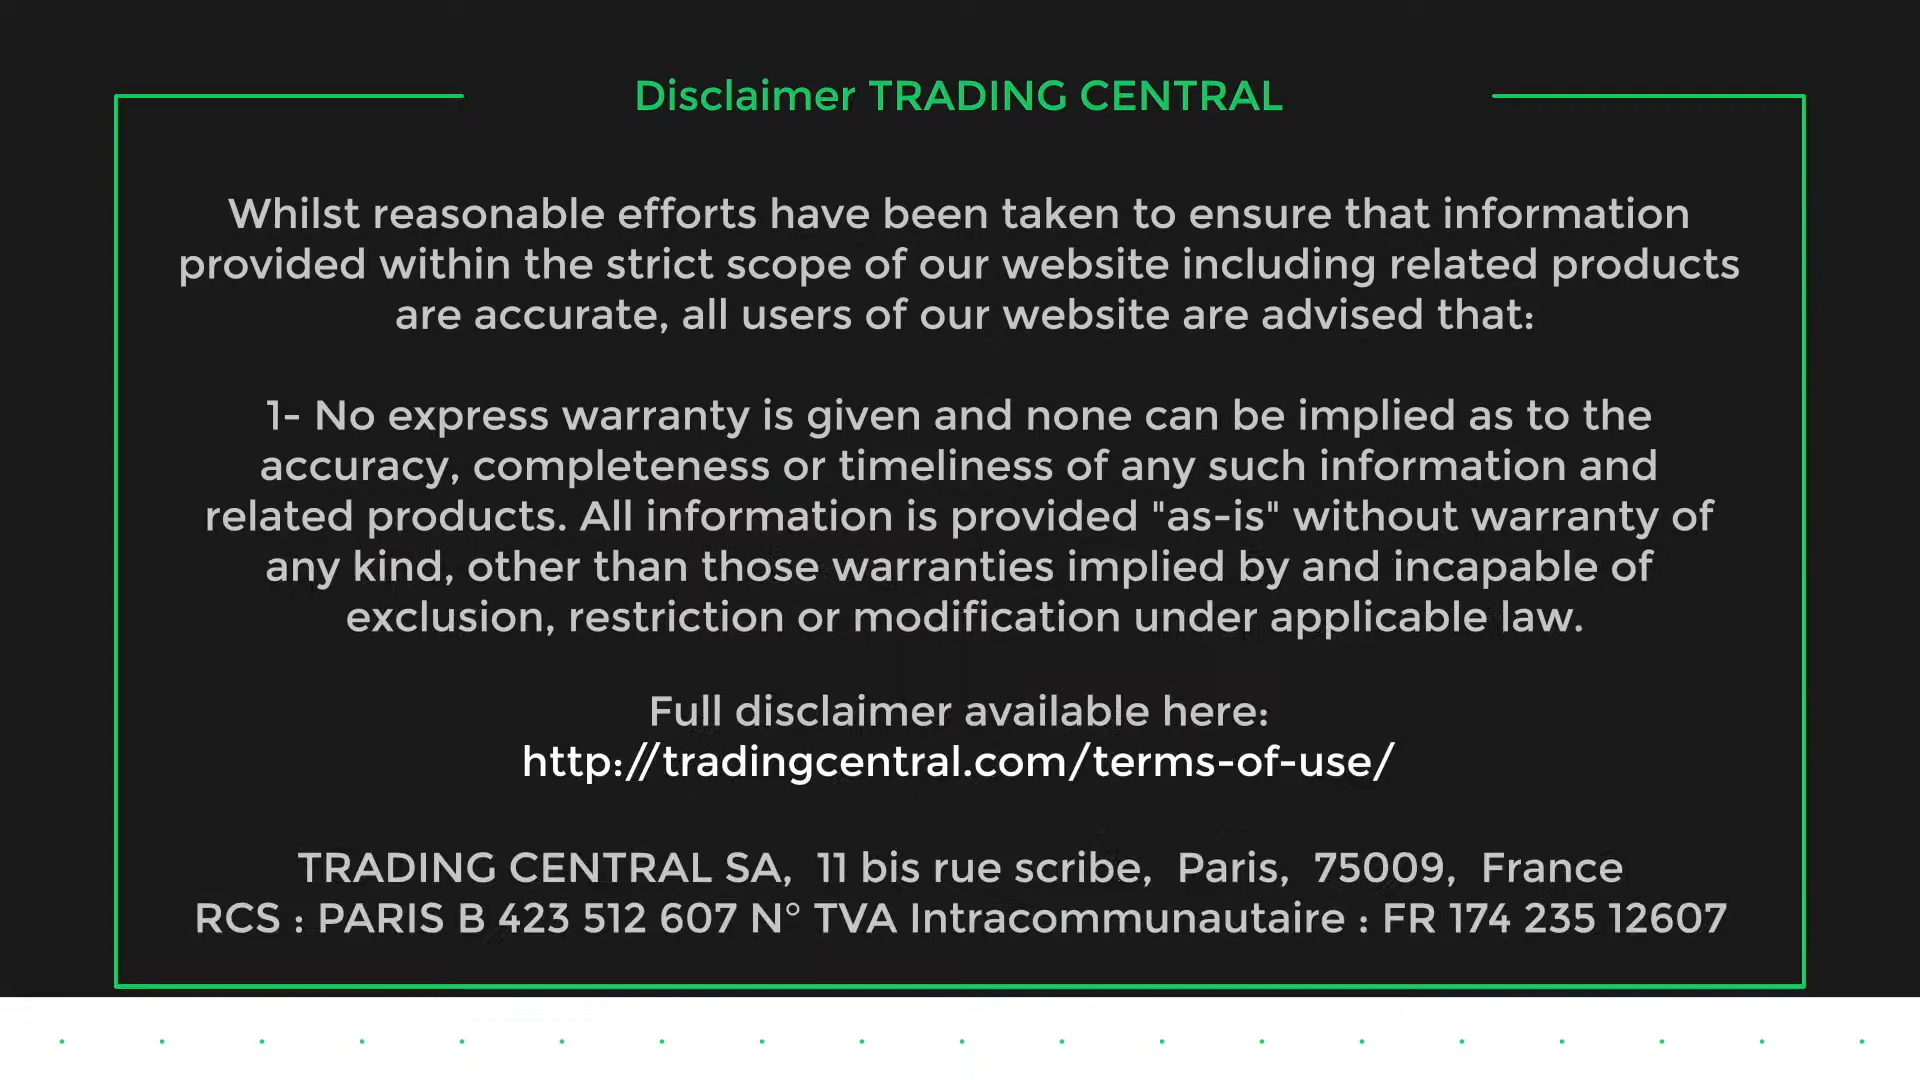 Disclaimer TRADING CENTRAL
Whilst reasonable efforts have been taken to ensure that information
provided within the strict scope of our website including related products
are accurate, all users of our website are advised that:
1- No express warranty is given and none can be implied as to the
accuracy, completeness or timeliness of any such information and
related products. All information is provided "as-is" without warranty of
any kind, other than those warranties implied by and incapable of
exclusion, restriction or modification under applicable law.
Full disclaimer available here:
http://tradingcentral.com/terms-of-use/
TRADING CENTRAL SA, 11 bis rue scribe, Paris, 75009, France
RCS : PARIS B 423 512 607 N° TVA Intracommunautaire : FR 174 235 12607